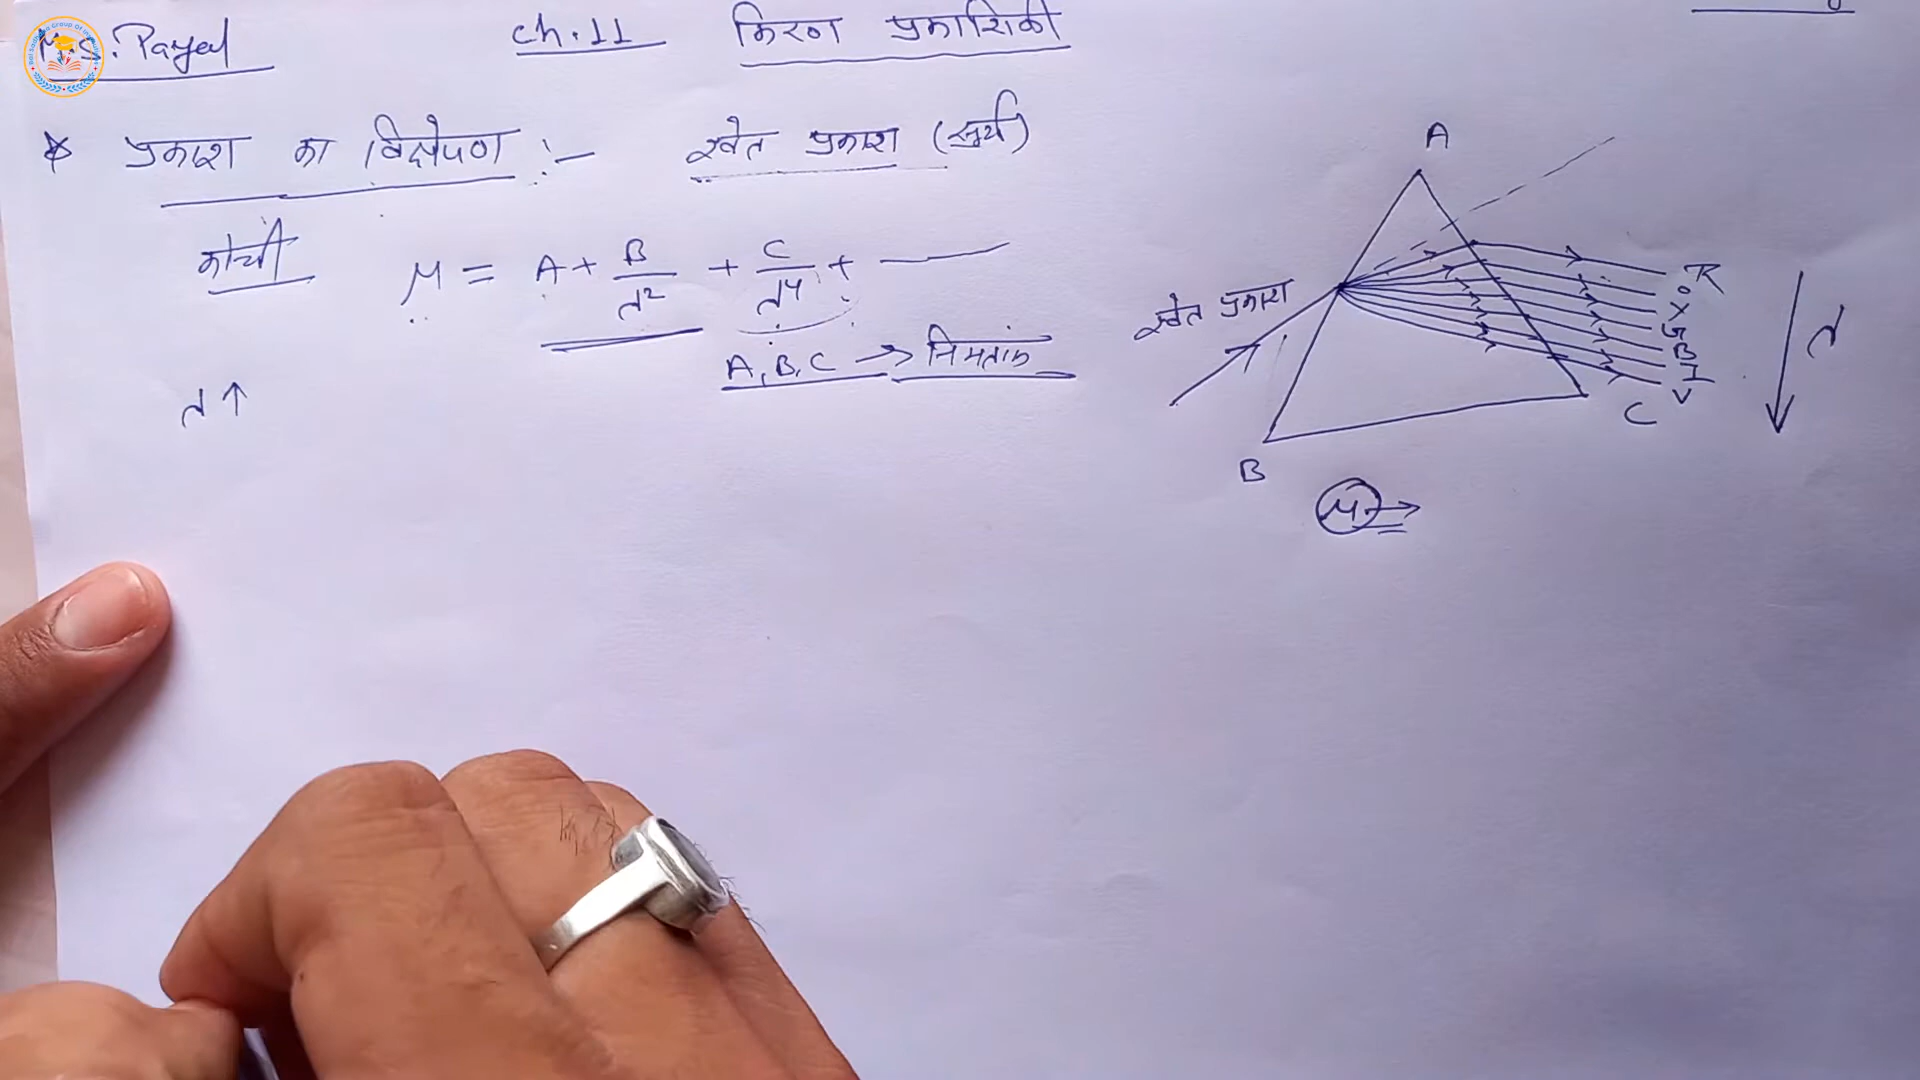 M.S. Payal
ch. 11 किरण प्रकाशिकी
* प्रकाश का विक्षेपण :- श्वेत प्रकाश (सूर्य)
कोची μ = A + B/λ² + C/λ⁴ + ——
A, B, C → नियतांक
λ ↑
A
श्वेत प्रकाश
R
O
Y
G
B
I
V
λ
B
C
μ →